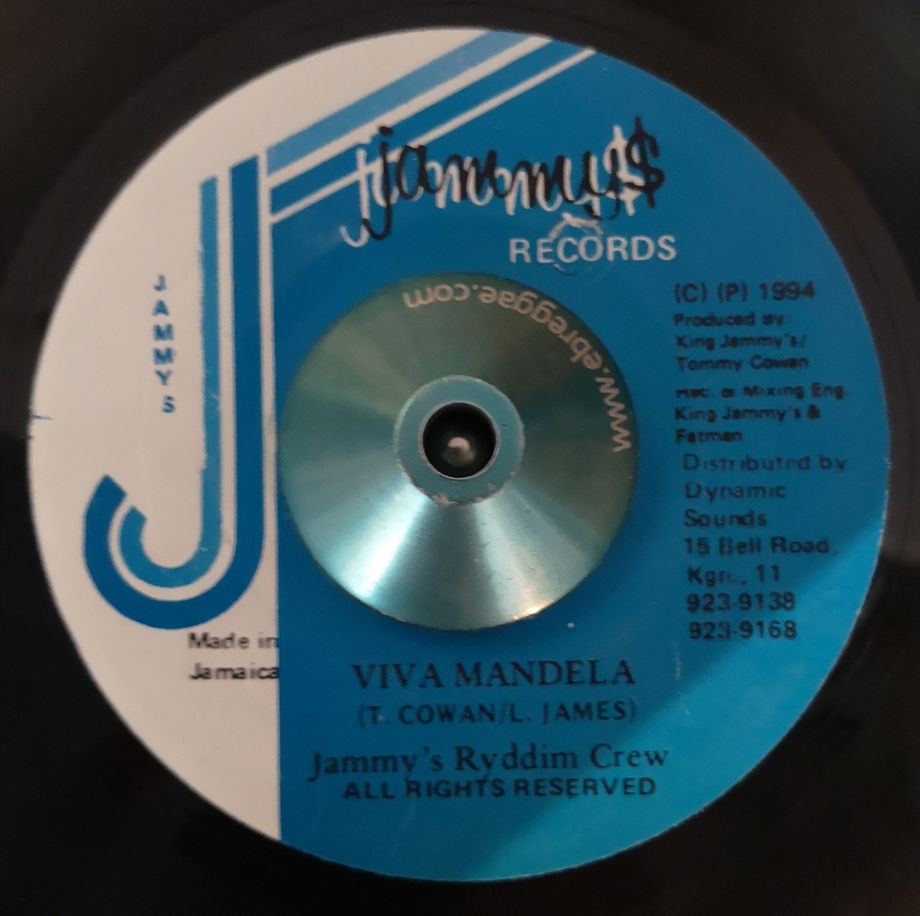 jammy$
RECORDS
JAMMYS
www.ebreggae.com
(C) (P) 1994
Produced By:
King Jammy's/
Tommy Cowan
Rec. & Mixing Eng.
King Jammy's &
Fatman
Distributed by
Dynamic
Sounds
15 Bell Road,
Kgn., 11
923-9138
923-9168
Made in
Jamaica
VIVA MANDELA
(T. COWAN/L. JAMES)
Jammy's Ryddim Crew
ALL RIGHTS RESERVED